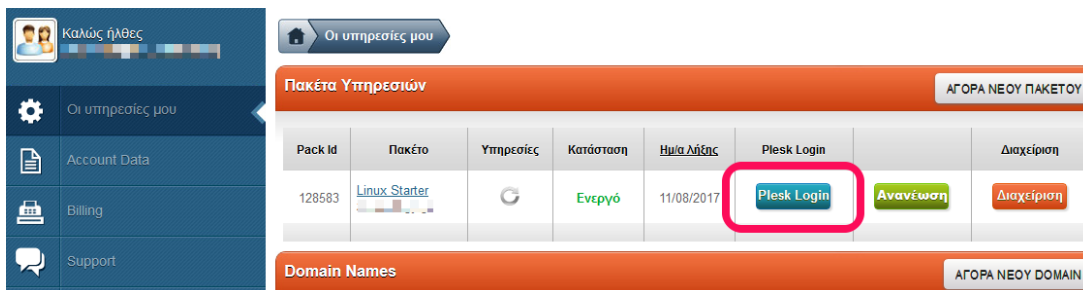 Καλώς ήλθες
Οι υπηρεσίες μου
Account Data
Billing
Support
Οι υπηρεσίες μου
Πακέτα Υπηρεσιών
ΑΓΟΡΑ ΝΕΟΥ ΠΑΚΕΤΟΥ
Pack Id Πακέτο Υπηρεσίες Κατάσταση Ημ/α Λήξης Plesk Login Διαχείριση
128583 Linux Starter Ενεργό 11/08/2017 Plesk Login Ανανέωση Διαχείριση
Domain Names
ΑΓΟΡΑ ΝΕΟΥ DOMAIN